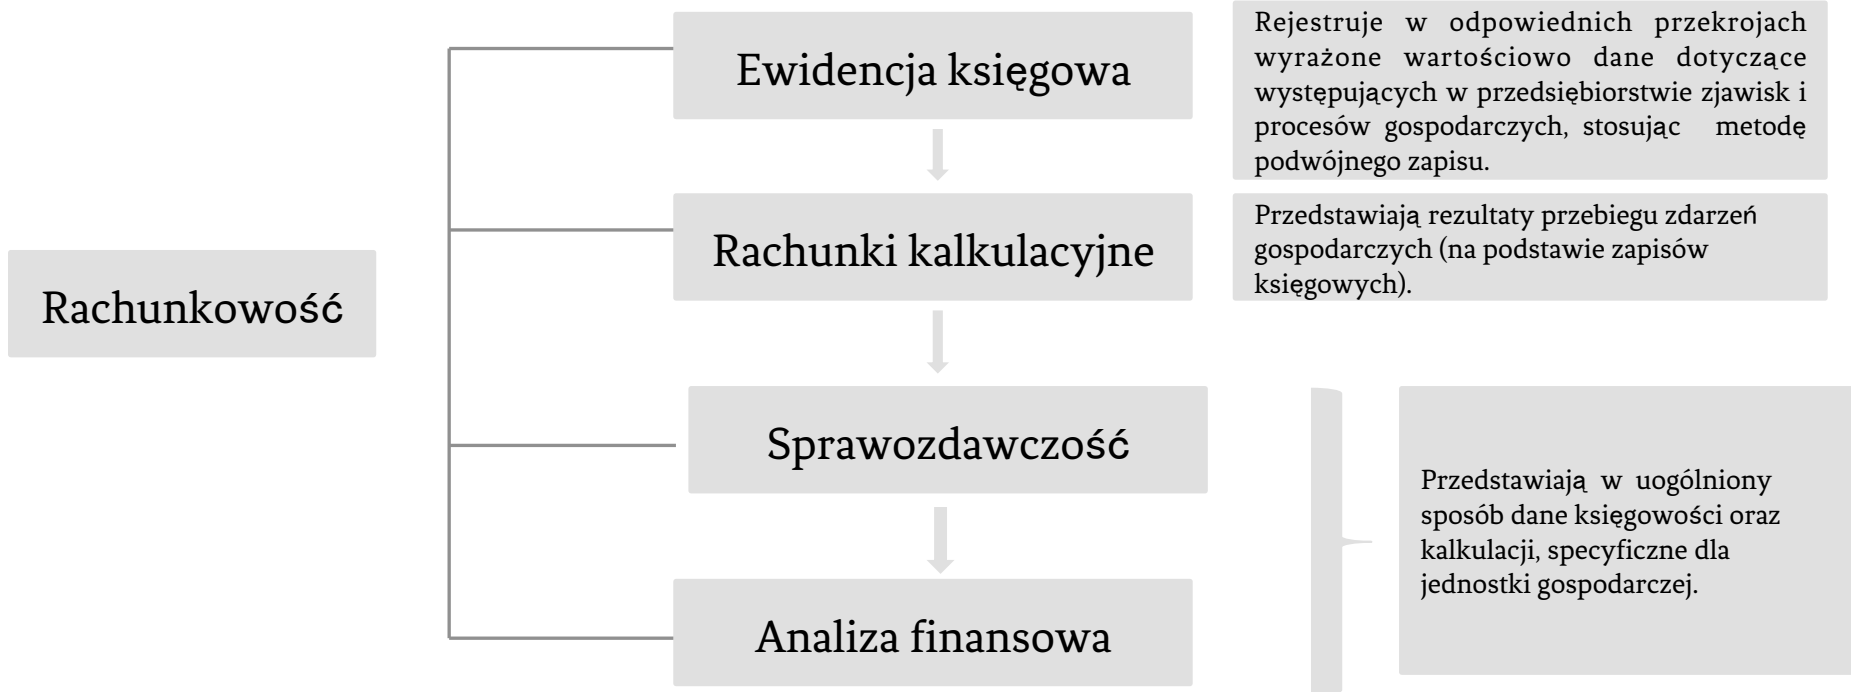 Rachunkowość
Ewidencja księgowa
Rejestruje w odpowiednich przekrojach
wyrażone wartościowo dane dotyczące
występujących w przedsiębiorstwie zjawisk i
procesów gospodarczych, stosując metodę
podwójnego zapisu.
Rachunki kalkulacyjne
Przedstawiają rezultaty przebiegu zdarzeń
gospodarczych (na podstawie zapisów
księgowych).
Sprawozdawczość
Analiza finansowa
Przedstawiają w uogólniony
sposób dane księgowości oraz
kalkulacji, specyficzne dla
jednostki gospodarczej.